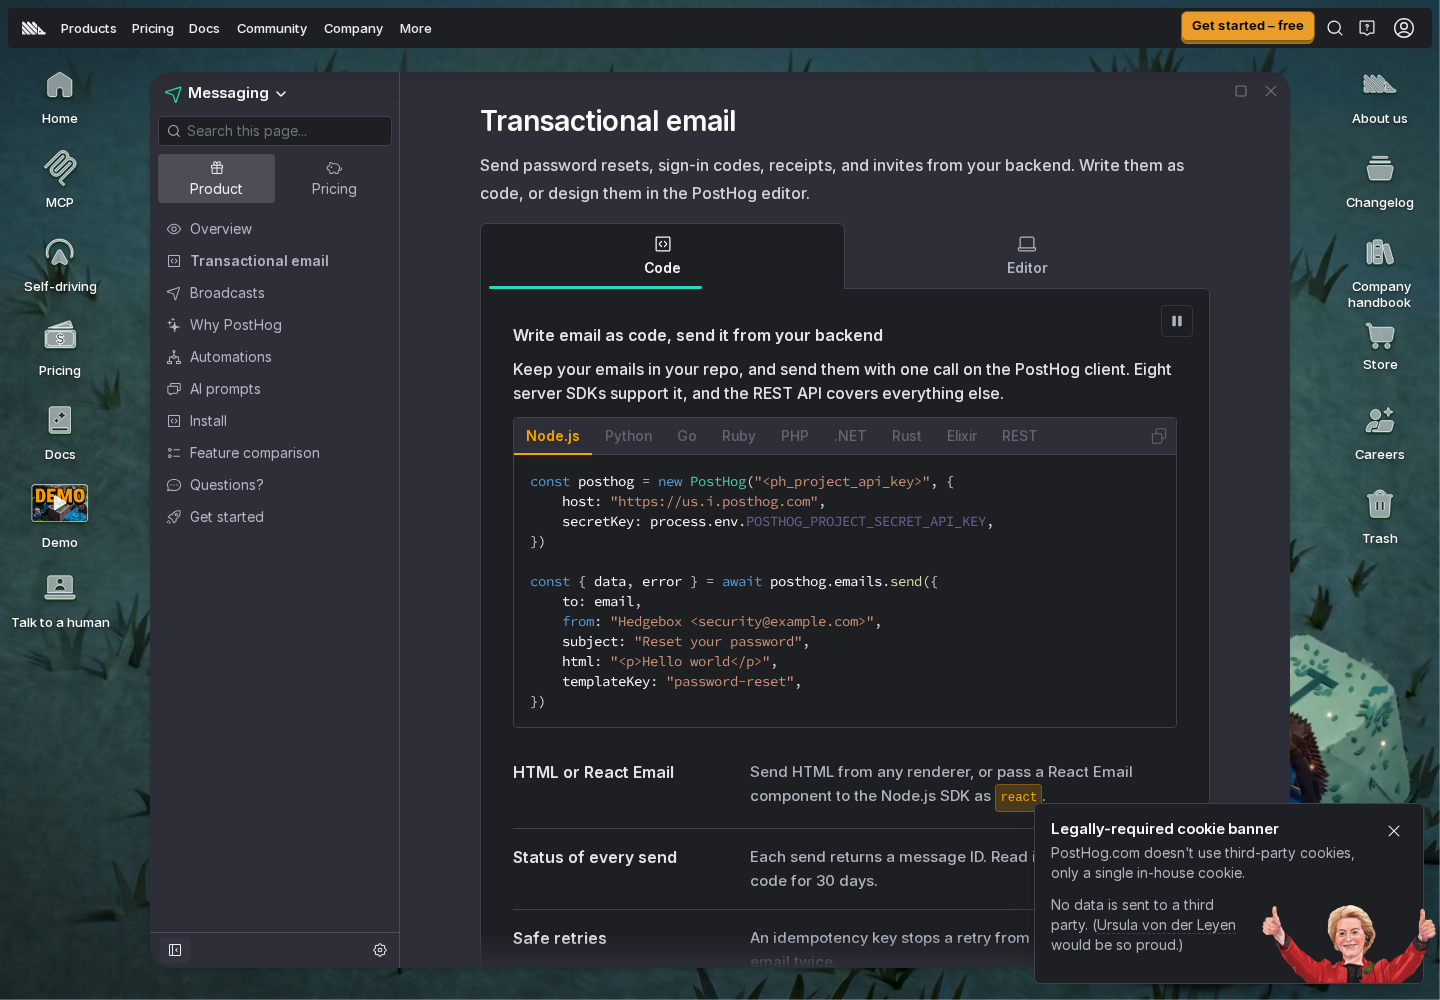 Products Pricing Docs Community Company More
Get started – free
Home
MCP
Self-driving
Pricing
Docs
DEMO
Demo
Talk to a human
Messaging
Search this page...
Product
Pricing
Overview
Transactional email
Broadcasts
Why PostHog
Automations
AI prompts
Install
Feature comparison
Questions?
Get started
Transactional email
Send password resets, sign-in codes, receipts, and invites from your backend. Write them as
code, or design them in the PostHog editor.
Code
Editor
Write email as code, send it from your backend
Keep your emails in your repo, and send them with one call on the PostHog client. Eight
server SDKs support it, and the REST API covers everything else.
Node.js Python Go Ruby PHP .NET Rust Elixir REST
const posthog = new PostHog("<ph_project_api_key>", {
    host: "https://us.i.posthog.com",
    secretKey: process.env.POSTHOG_PROJECT_SECRET_API_KEY,
})
const { data, error } = await posthog.emails.send({
    to: email,
    from: "Hedgebox <security@example.com>",
    subject: "Reset your password",
    html: "<p>Hello world</p>",
    templateKey: "password-reset",
})
HTML or React Email
Send HTML from any renderer, or pass a React Email
component to the Node.js SDK as react.
Status of every send
Each send returns a message ID. Read i
code for 30 days.
Safe retries
An idempotency key stops a retry from
email twice.
About us
Changelog
Company
handbook
Store
Careers
Trash
Legally-required cookie banner
PostHog.com doesn't use third-party cookies,
only a single in-house cookie.
No data is sent to a third
party. (Ursula von der Leyen
would be so proud.)